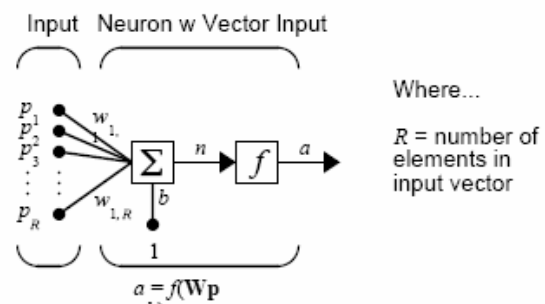 Input Neuron w Vector Input
Where...
R = number of
elements in
input vector
p1
p2
p3
pR
w1, 1
w1, R
Σ n f a
b
1
a = f(Wp